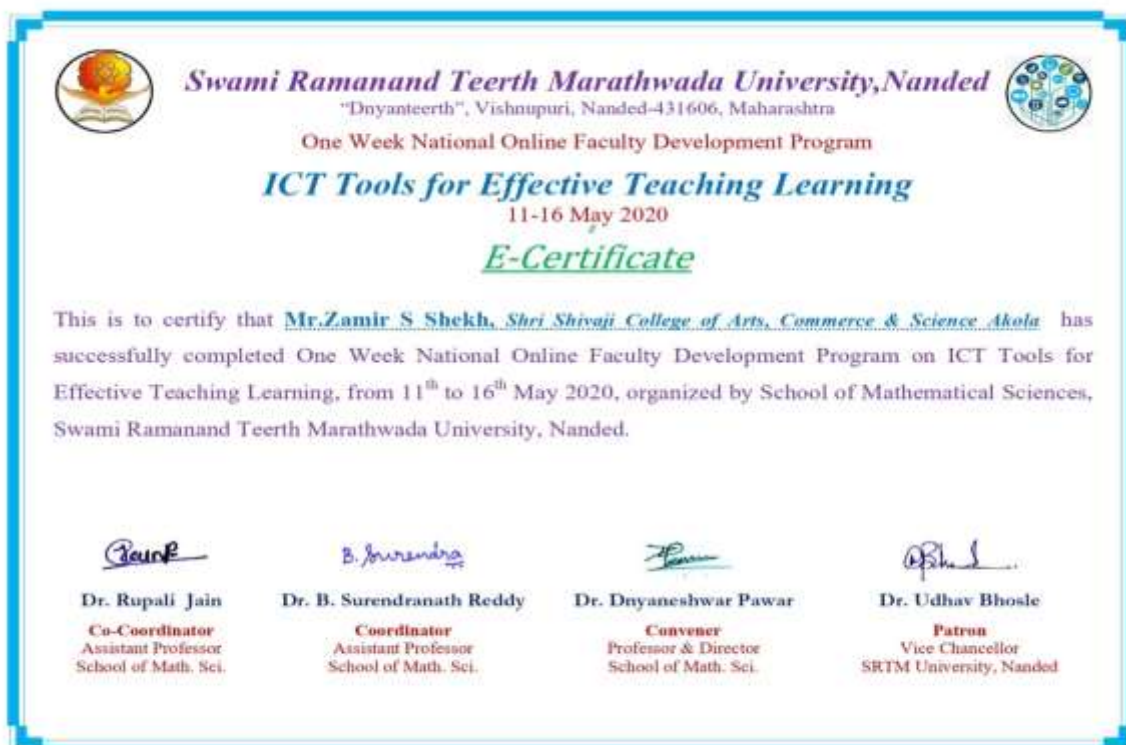 Swami Ramanand Teerth Marathwada University,Nanded
"Dnyanteerth", Vishnupuri, Nanded-431606, Maharashtra
One Week National Online Faculty Development Program
ICT Tools for Effective Teaching Learning
11-16 May 2020
E-Certificate
This is to certify that Mr.Zamir S Shekh, Shri Shivaji College of Arts, Commerce & Science Akola has
successfully completed One Week National Online Faculty Development Program on ICT Tools for
Effective Teaching Learning, from 11th to 16th May 2020, organized by School of Mathematical Sciences,
Swami Ramanand Teerth Marathwada University, Nanded.
B. Surendra
Dr. Rupali Jain Dr. B. Surendranath Reddy Dr. Dnyaneshwar Pawar Dr. Udhav Bhosle
Co-Coordinator Coordinator Convener Patron
Assistant Professor Assistant Professor Professor & Director Vice Chancellor
School of Math. Sci. School of Math. Sci. School of Math. Sci. SRTM University, Nanded